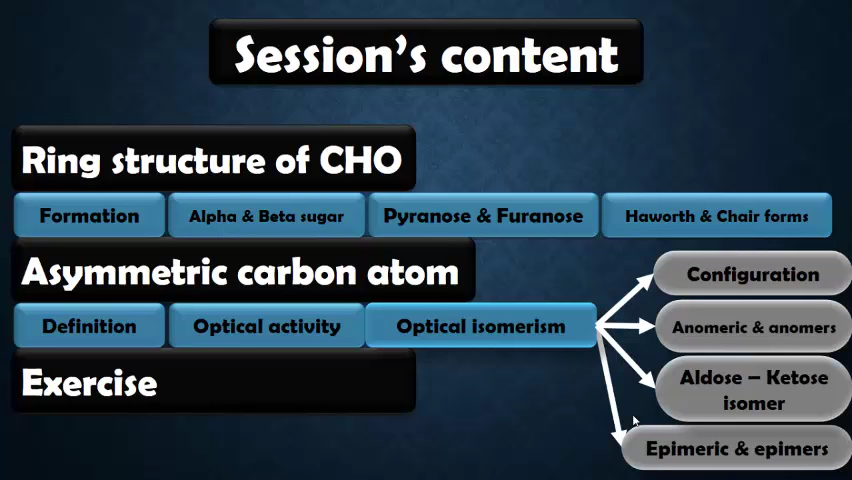 Session's content
Ring structure of CHO
Formation
Alpha & Beta sugar
Pyranose & Furanose
Haworth & Chair forms
Asymmetric carbon atom
Definition
Optical activity
Optical isomerism
Configuration
Anomeric & anomers
Aldose – Ketose
isomer
Epimeric & epimers
Exercise